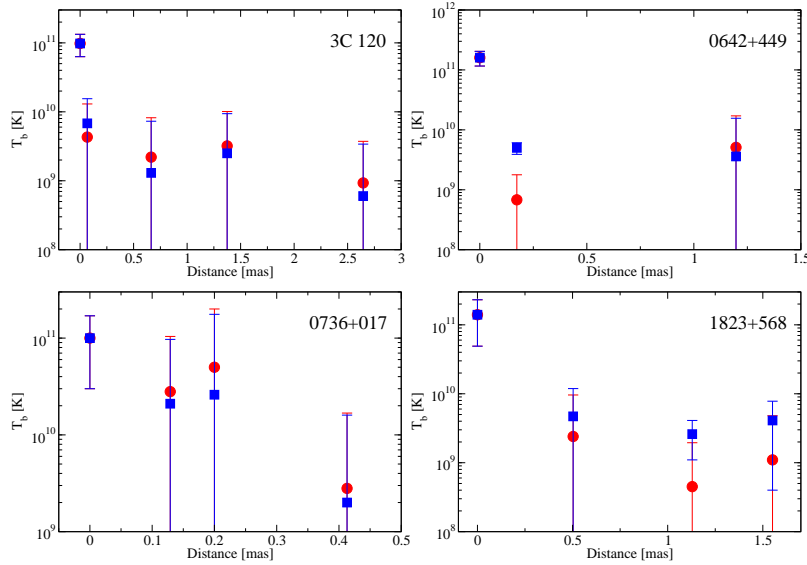 3C 120
T_b [K]
10^11
10^10
10^9
10^8
0 0.5 1 1.5 2 2.5 3
Distance [mas]
0642+449
T_b [K]
10^12
10^11
10^10
10^9
10^8
0 0.5 1 1.5
Distance [mas]
0736+017
T_b [K]
10^11
10^10
10^9
0 0.1 0.2 0.3 0.4 0.5
Distance [mas]
1823+568
T_b [K]
10^11
10^10
10^9
10^8
0 0.5 1 1.5
Distance [mas]